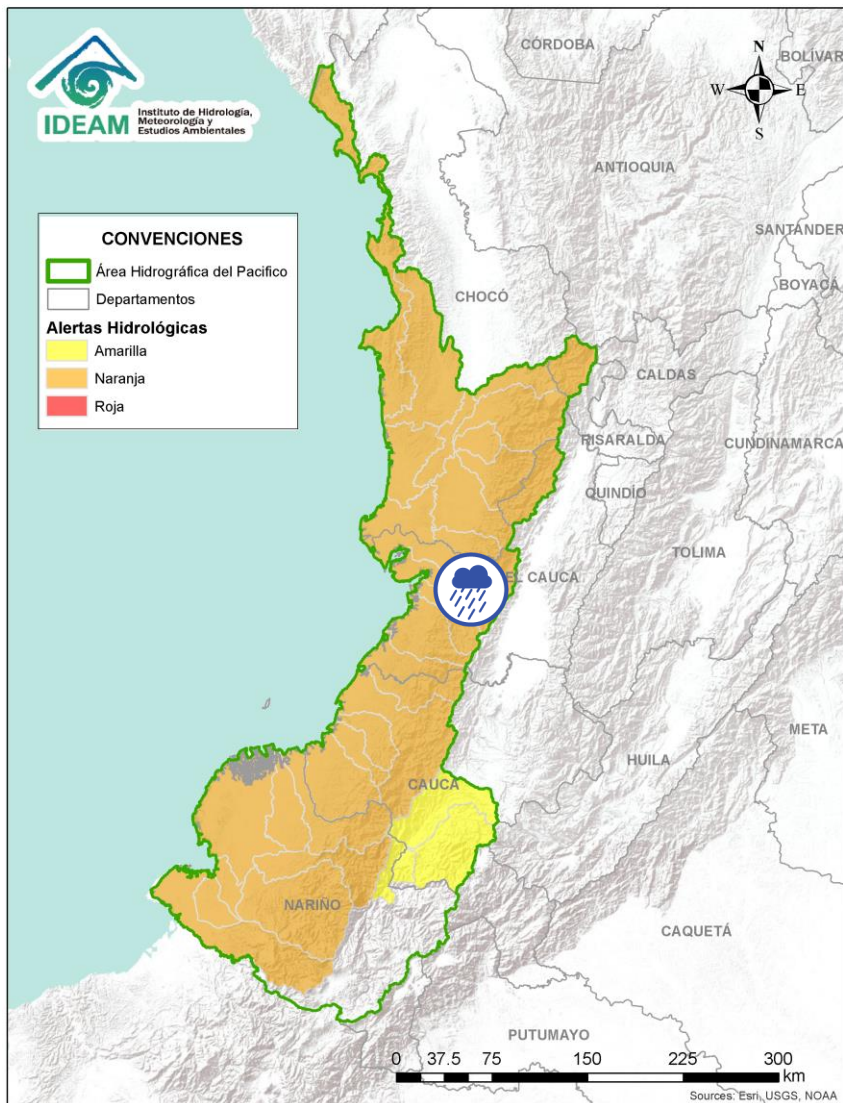 IDEAM
Instituto de Hidrología,
Meteorología y
Estudios Ambientales
CÓRDOBA
BOLÍVAR
N
W
E
S
ANTIOQUIA
SANTANDER
BOYACÁ
CONVENCIONES
Área Hidrográfica del Pacifico
Departamentos
Alertas Hidrológicas
Amarilla
Naranja
Roja
CHOCÓ
CALDAS
RISARALDA
CUNDINAMARCA
QUINDÍO
TOLIMA
EL CAUCA
META
HUILA
CAUCA
NARIÑO
CAQUETÁ
PUTUMAYO
0 37.5 75 150 225 300
km
Sources: Esri, USGS, NOAA